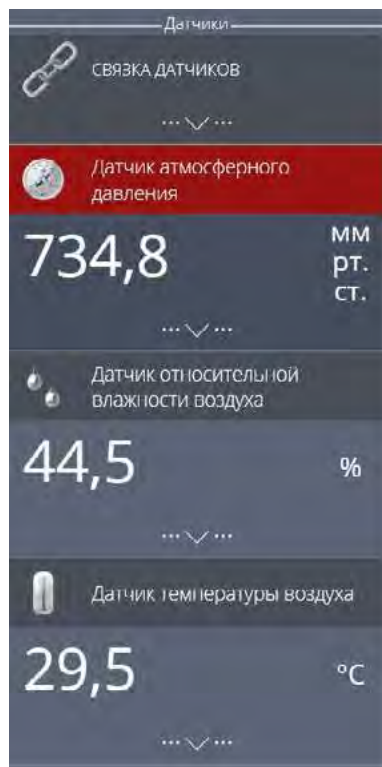 Датчики
СВЯЗКА ДАТЧИКОВ
Датчик атмосферного
давления
734,8
мм
рт.
ст.
Датчик относительной
влажности воздуха
44,5
%
Датчик температуры воздуха
29,5
°C